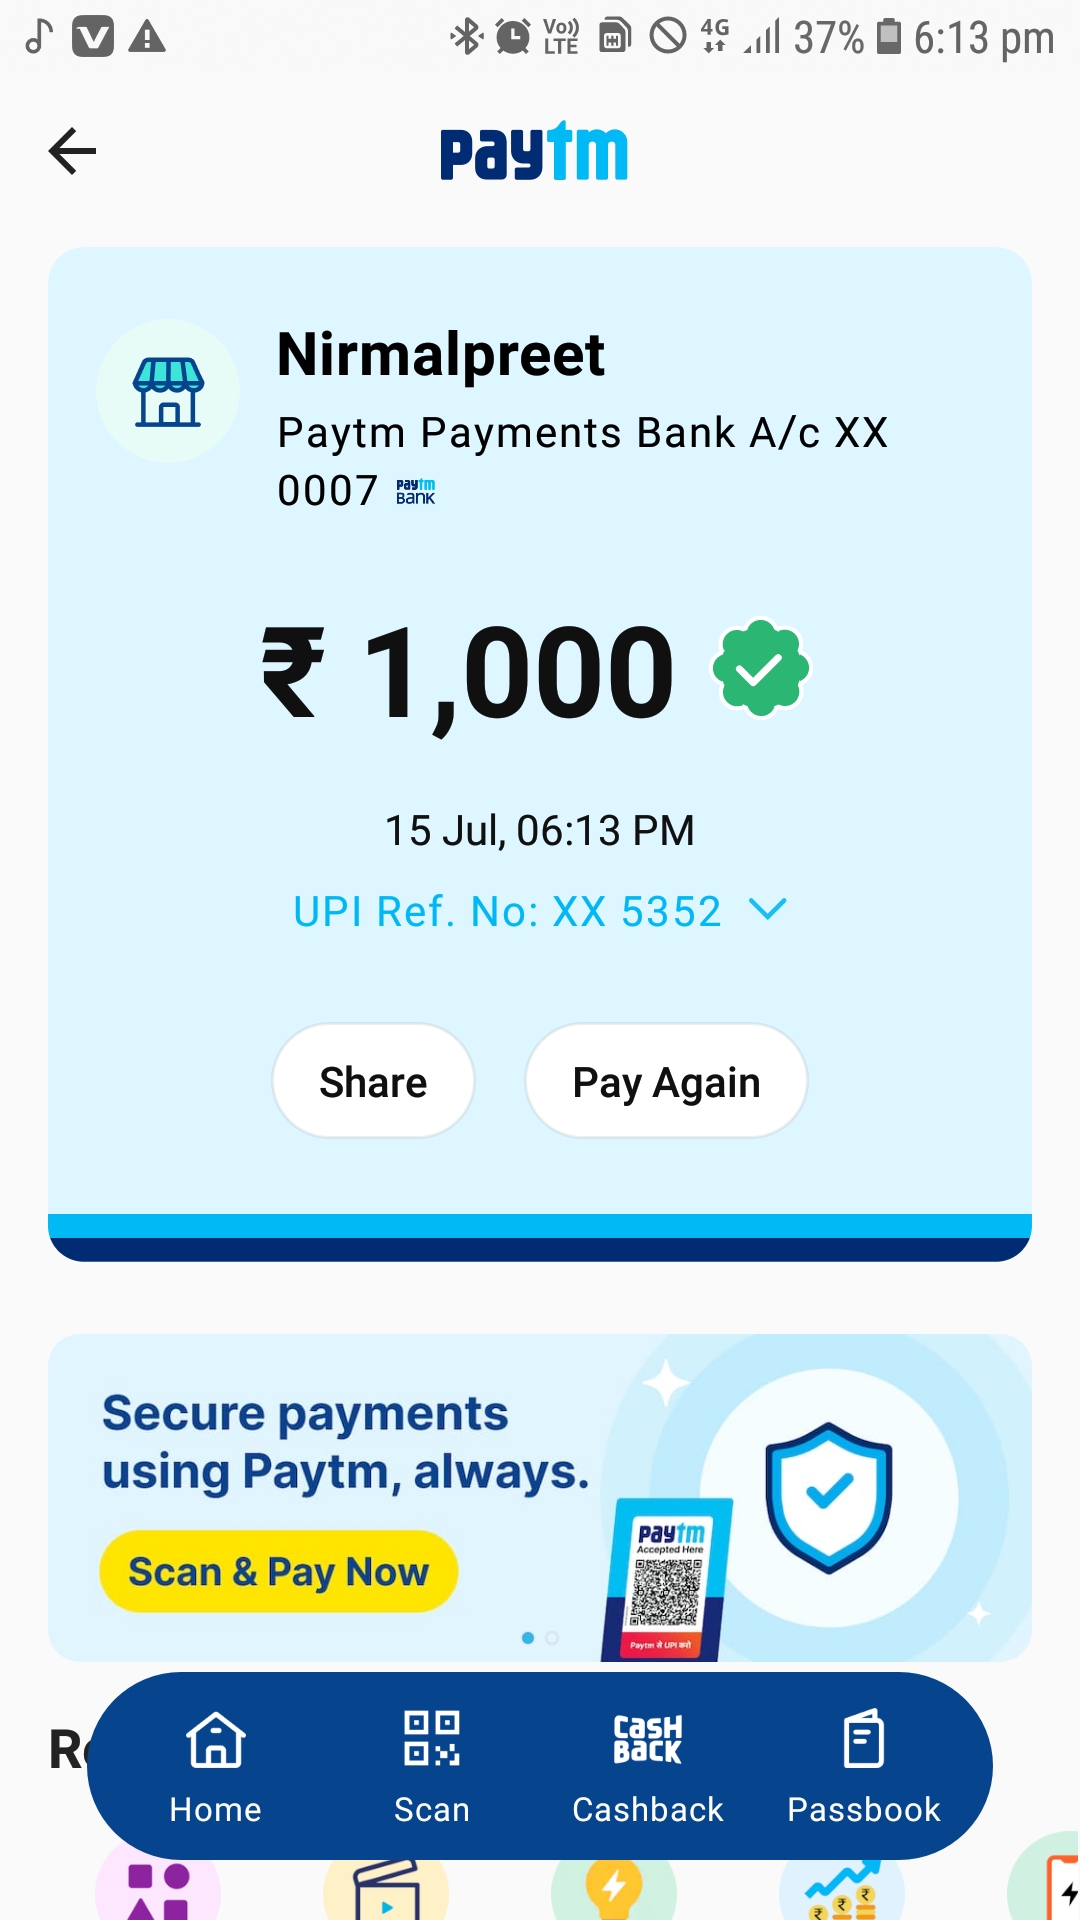 Vo)) LTE 4G 37% 6:13 pm
paytm
Nirmalpreet
Paytm Payments Bank A/c XX
0007 paytm BANK
₹ 1,000
15 Jul, 06:13 PM
UPI Ref. No: XX 5352
Share Pay Again
Secure payments
using Paytm, always.
Scan & Pay Now
paytm
Accepted Here
Paytm से UPI करो
CASH
BACK
Home Scan Cashback Passbook